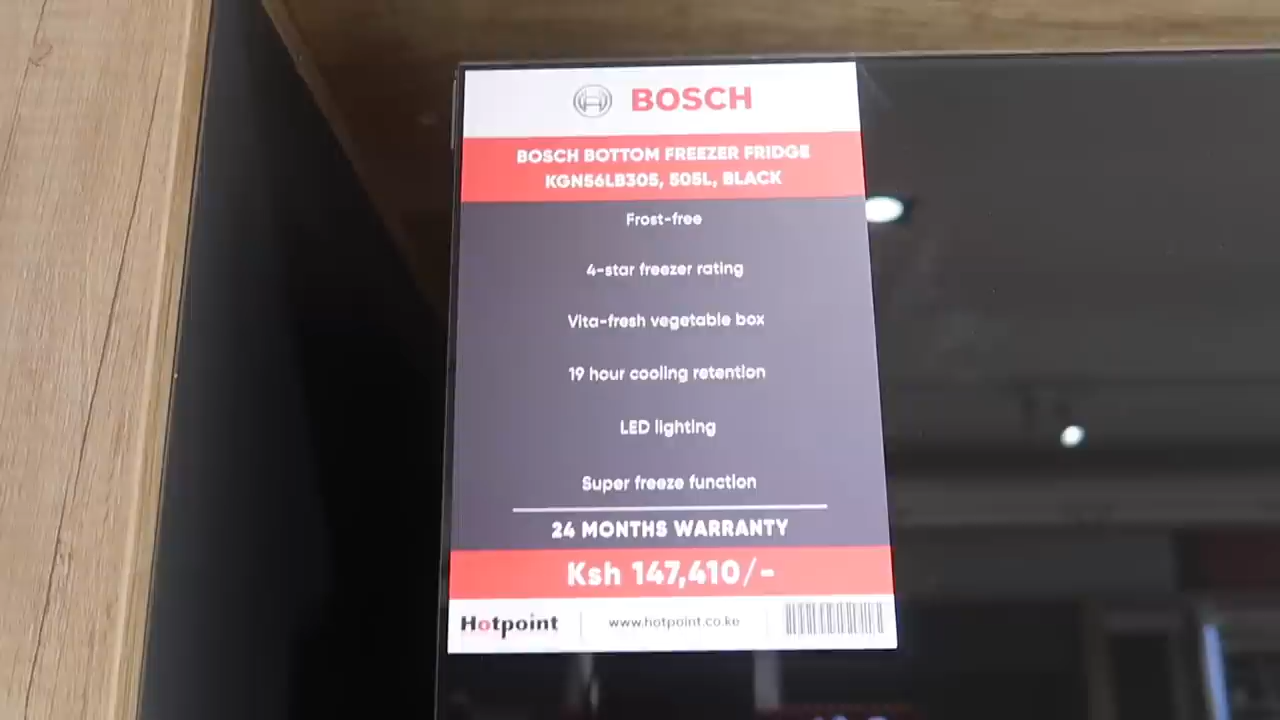 BOSCH
BOSCH BOTTOM FREEZER FRIDGE
KGN56LB305, 505L, BLACK
Frost-free
4-star freezer rating
Vita-fresh vegetable box
19 hour cooling retention
LED lighting
Super freeze function
24 MONTHS WARRANTY
Ksh 147,410/-
Hotpoint
www.hotpoint.co.ke